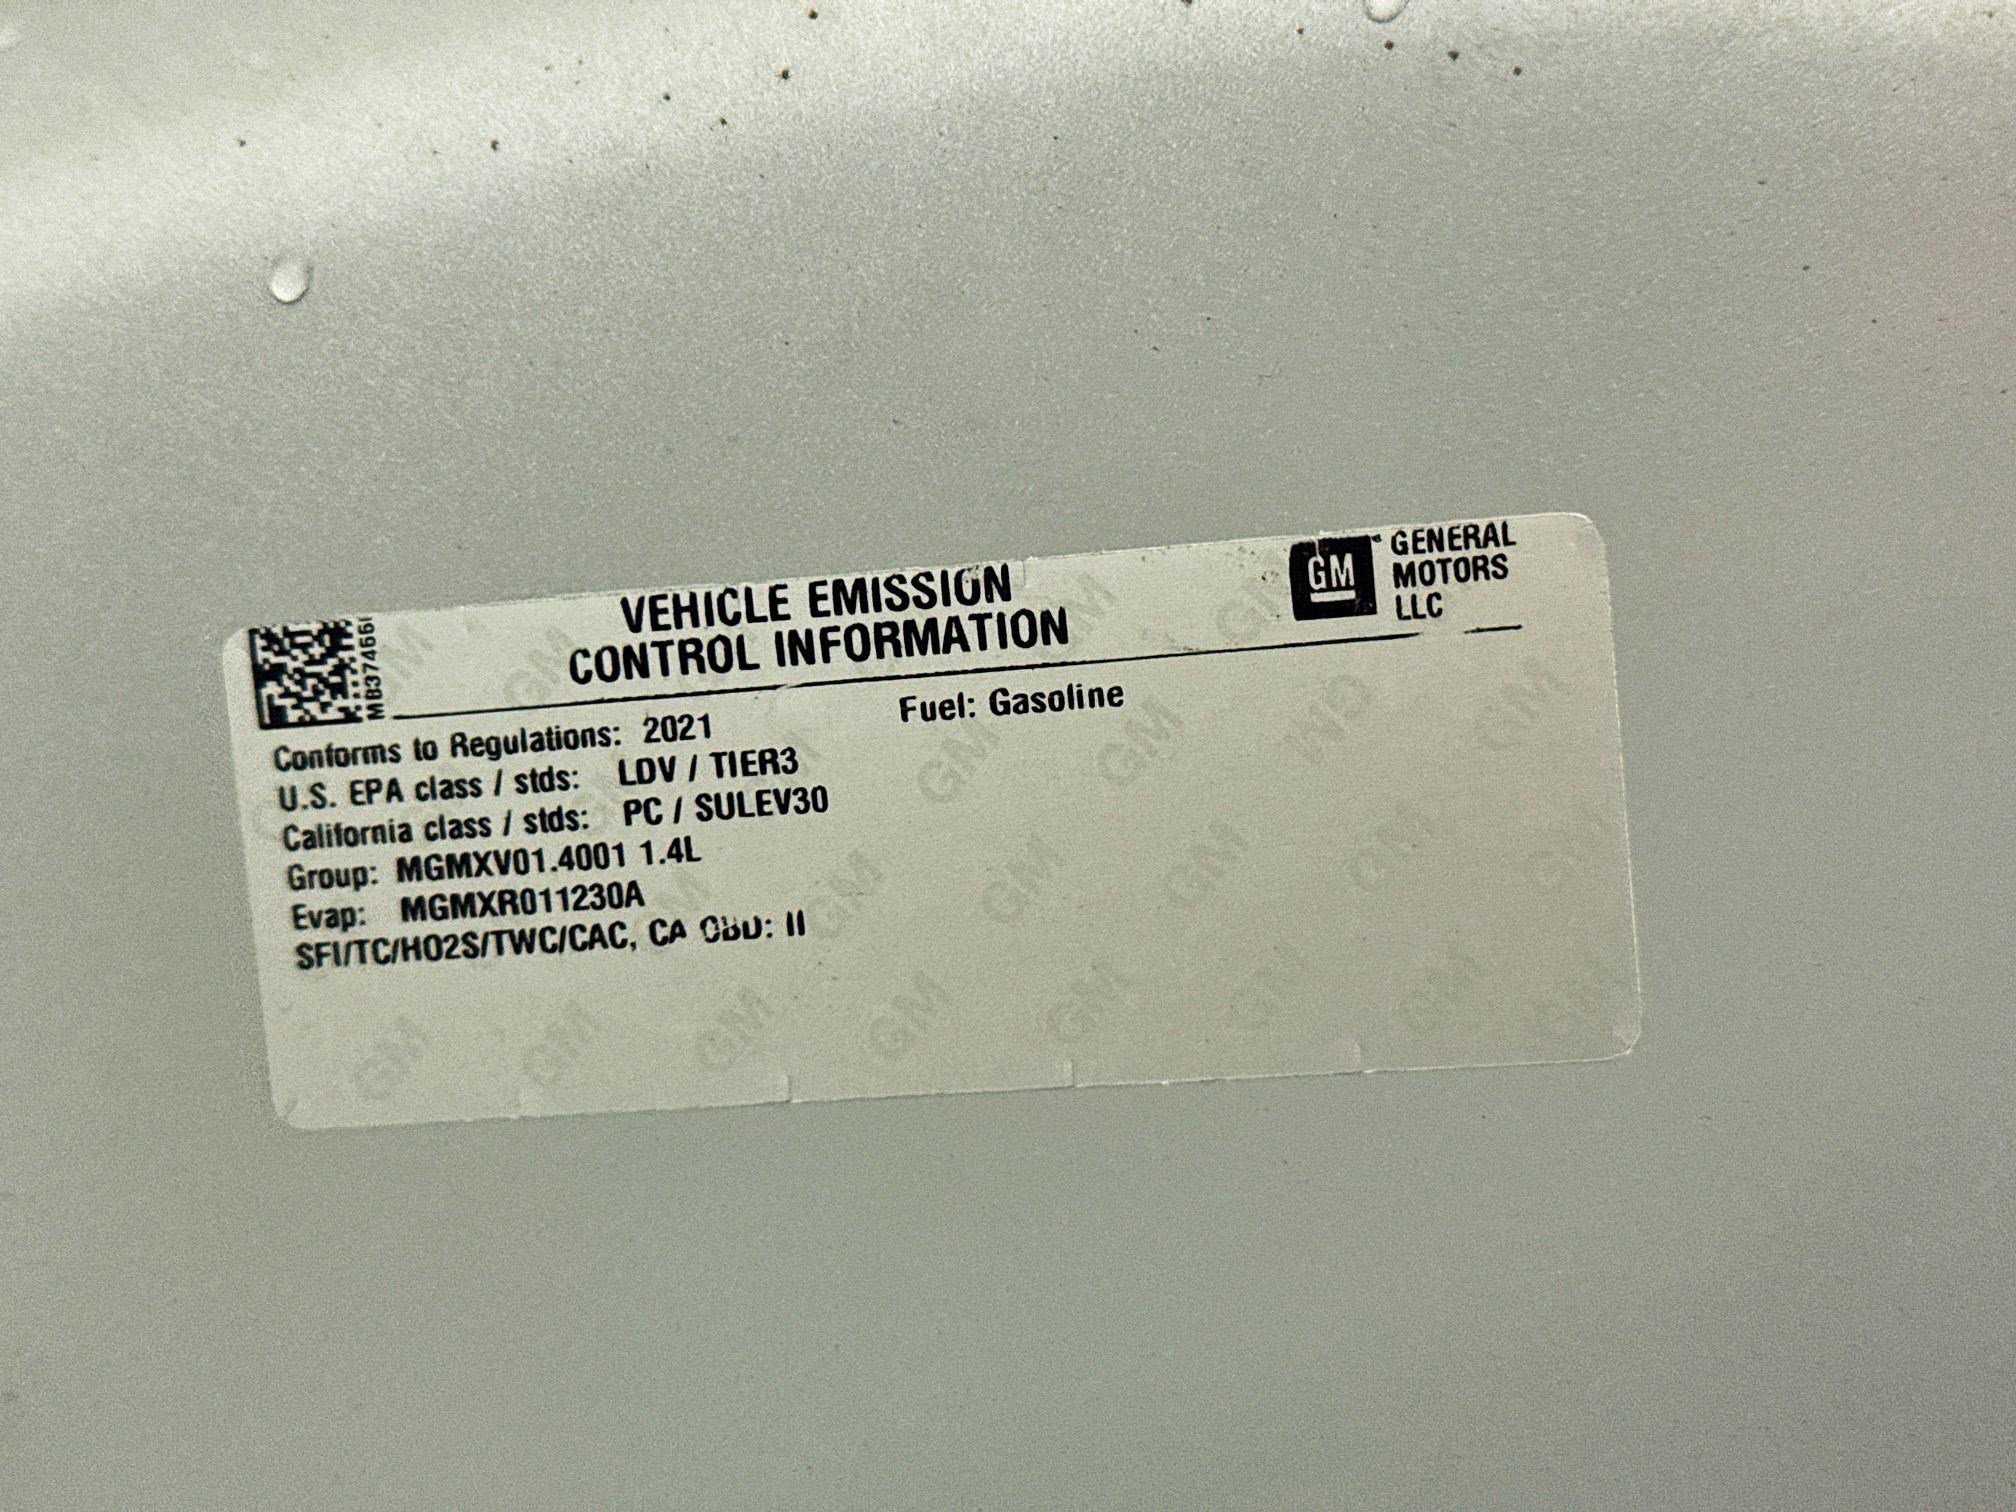 VEHICLE EMISSION
CONTROL INFORMATION
GM
GENERAL
MOTORS
LLC
Conforms to Regulations: 2021
Fuel: Gasoline
U.S. EPA class / stds: LDV / TIER3
California class / stds: PC / SULEV30
Group: MGMXV01.4001 1.4L
Evap: MGMXR011230A
SFI/TC/HO2S/TWC/CAC, CA OBD: II